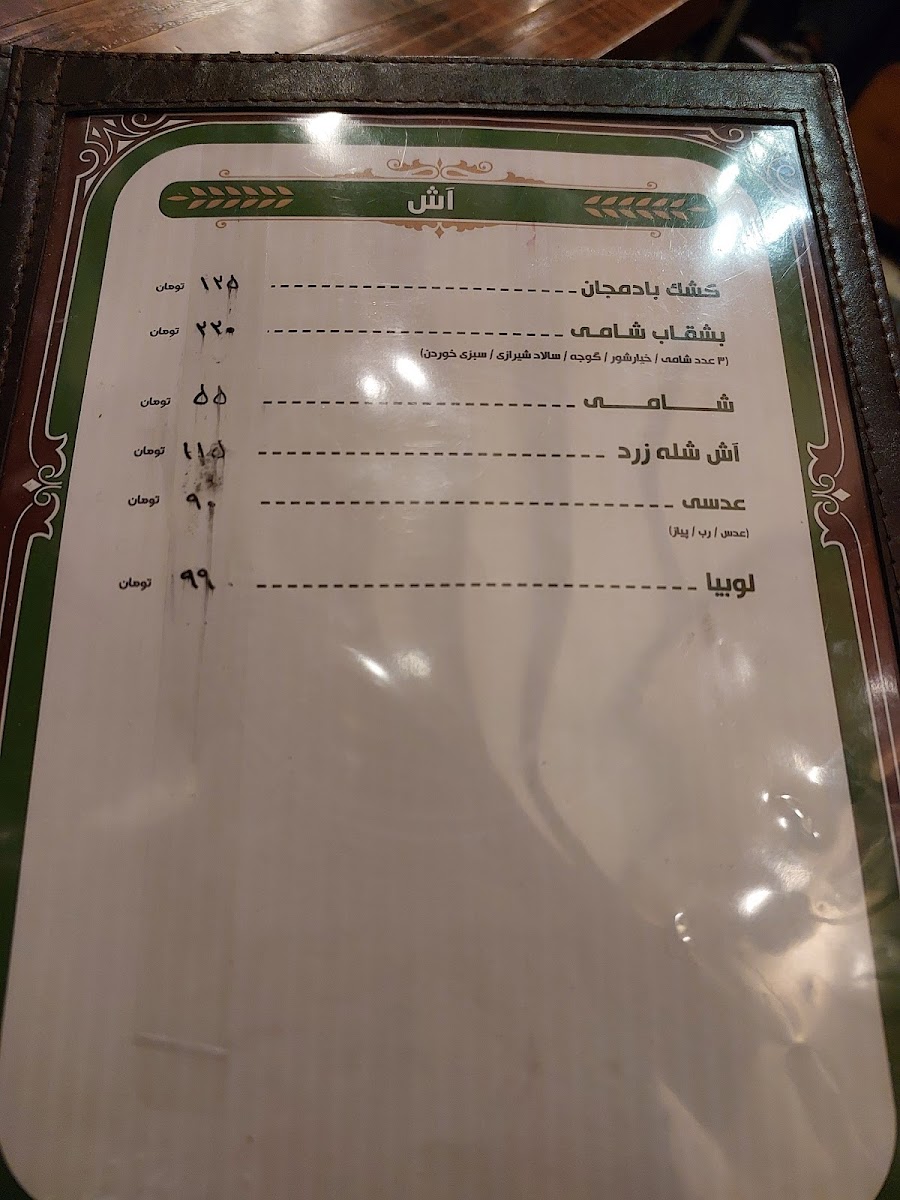 آش
کشک بادمجان ۱۲۵ تومان
بشقاب شامی ۲۲۰ تومان
(۳ عدد شامی / خیارشور / گوجه / سالاد شیرازی / سبزی خوردن)
شامی ۵۵ تومان
آش شله زرد ۱۱۵ تومان
عدسی ۹۰ تومان
(عدس / رب / پیاز)
لوبیا ۹۹ تومان